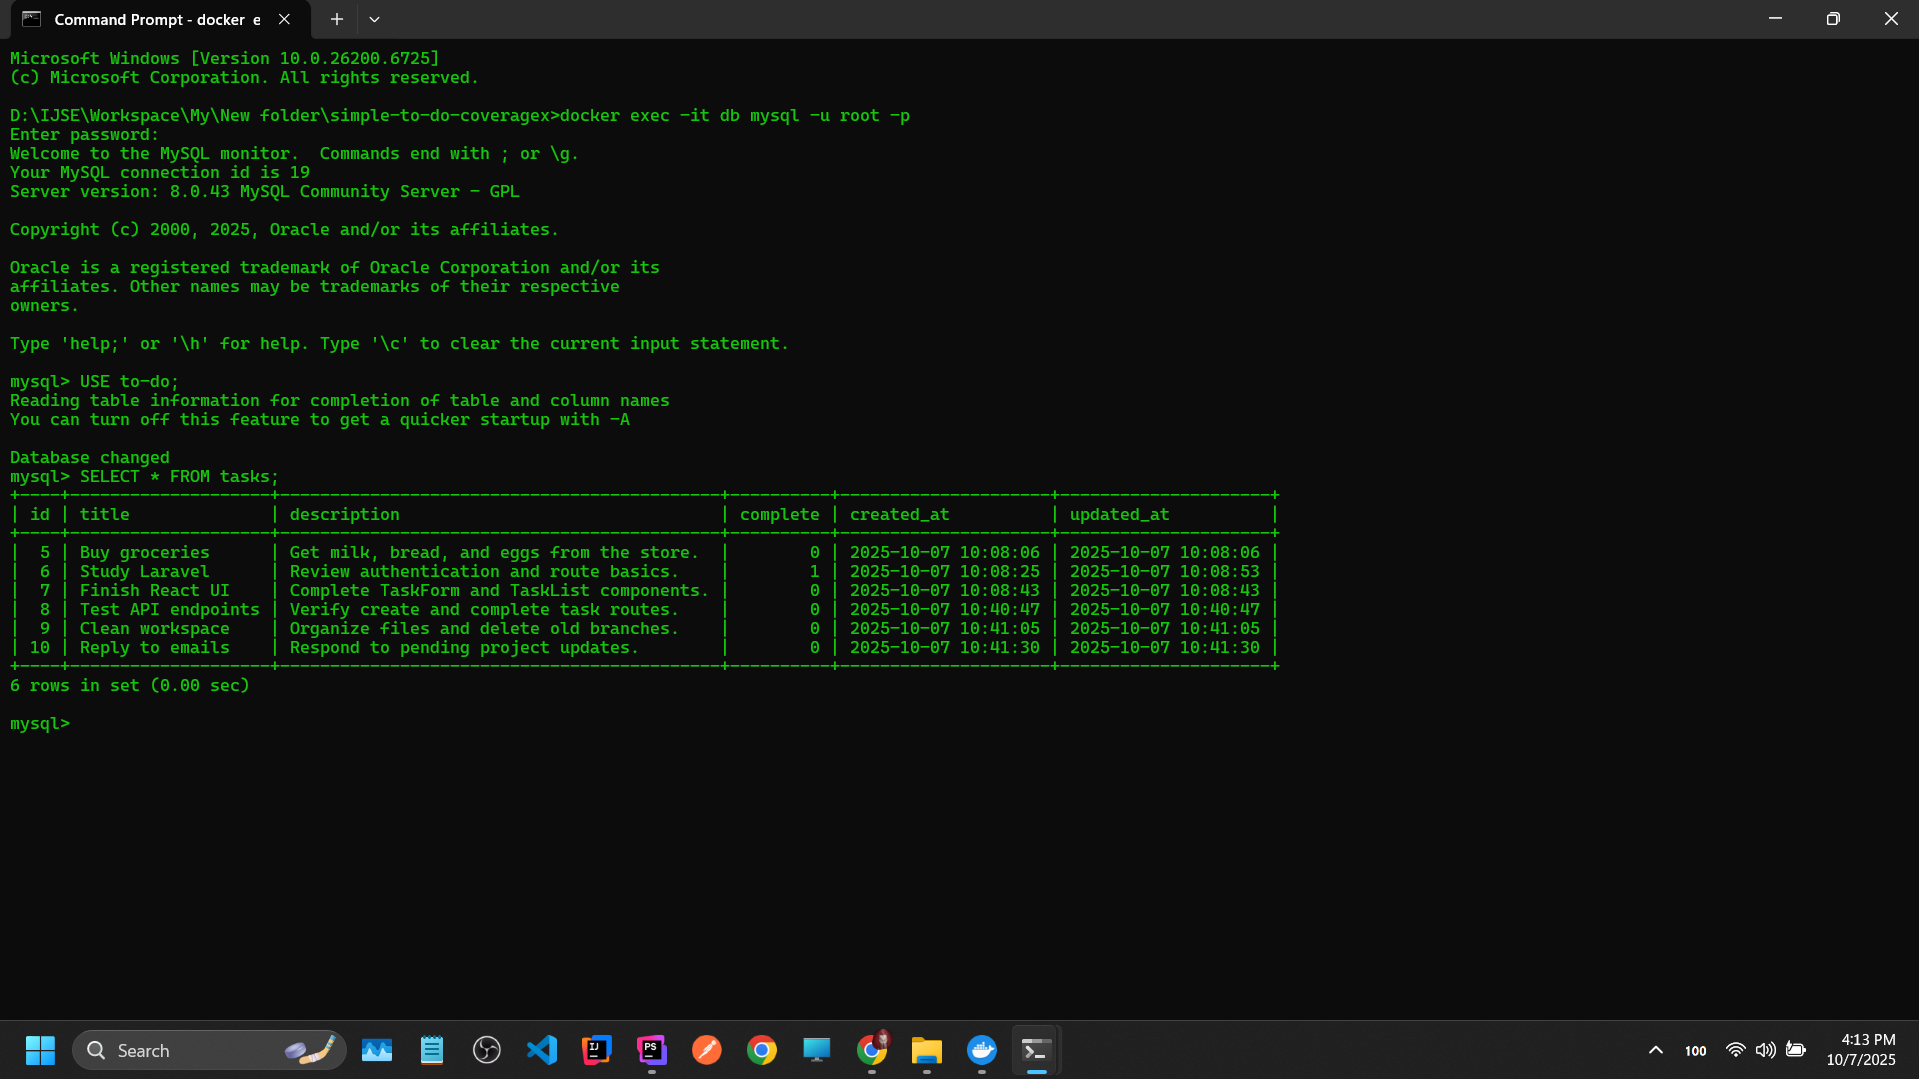 Command Prompt - docker  e
Microsoft Windows [Version 10.0.26200.6725]
(c) Microsoft Corporation. All rights reserved.
D:\IJSE\Workspace\My\New folder\simple-to-do-coveragex>docker exec -it db mysql -u root -p
Enter password:
Welcome to the MySQL monitor.  Commands end with ; or \g.
Your MySQL connection id is 19
Server version: 8.0.43 MySQL Community Server - GPL
Copyright (c) 2000, 2025, Oracle and/or its affiliates.
Oracle is a registered trademark of Oracle Corporation and/or its
affiliates. Other names may be trademarks of their respective
owners.
Type 'help;' or '\h' for help. Type '\c' to clear the current input statement.
mysql> USE to-do;
Reading table information for completion of table and column names
You can turn off this feature to get a quicker startup with -A
Database changed
mysql> SELECT * FROM tasks;
+----+--------------------+--------------------------------------------+----------+---------------------+---------------------+
| id | title              | description                                | complete | created_at          | updated_at          |
+----+--------------------+--------------------------------------------+----------+---------------------+---------------------+
|  5 | Buy groceries      | Get milk, bread, and eggs from the store.  |        0 | 2025-10-07 10:08:06 | 2025-10-07 10:08:06 |
|  6 | Study Laravel      | Review authentication and route basics.    |        1 | 2025-10-07 10:08:25 | 2025-10-07 10:08:53 |
|  7 | Finish React UI    | Complete TaskForm and TaskList components. |        0 | 2025-10-07 10:08:43 | 2025-10-07 10:08:43 |
|  8 | Test API endpoints | Verify create and complete task routes.    |        0 | 2025-10-07 10:40:47 | 2025-10-07 10:40:47 |
|  9 | Clean workspace    | Organize files and delete old branches.    |        0 | 2025-10-07 10:41:05 | 2025-10-07 10:41:05 |
| 10 | Reply to emails    | Respond to pending project updates.        |        0 | 2025-10-07 10:41:30 | 2025-10-07 10:41:30 |
+----+--------------------+--------------------------------------------+----------+---------------------+---------------------+
6 rows in set (0.00 sec)
mysql>
Search
IJ
PS
100
4:13 PM
10/7/2025